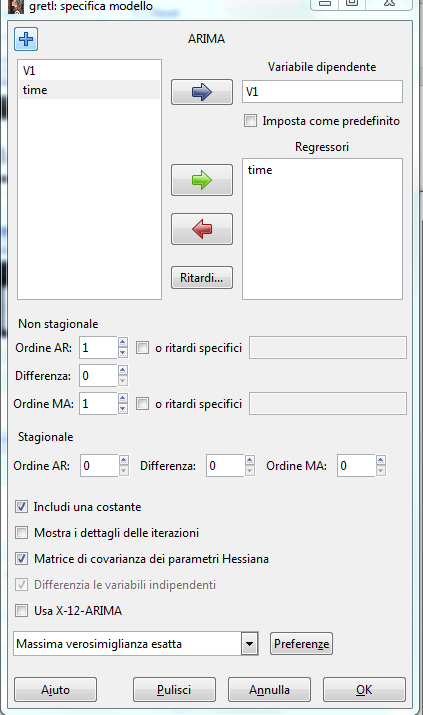 gretl: specifica modello
ARIMA
V1
time
Variabile dipendente
V1
Imposta come predefinito
Regressori
time
Ritardi...
Non stagionale
Ordine AR: 1 o ritardi specifici
Differenza: 0
Ordine MA: 1 o ritardi specifici
Stagionale
Ordine AR: 0 Differenza: 0 Ordine MA: 0
Includi una costante
Mostra i dettagli delle iterazioni
Matrice di covarianza dei parametri Hessiana
Differenzia le variabili indipendenti
Usa X-12-ARIMA
Massima verosimiglianza esatta Preferenze
Aiuto Pulisci Annulla OK